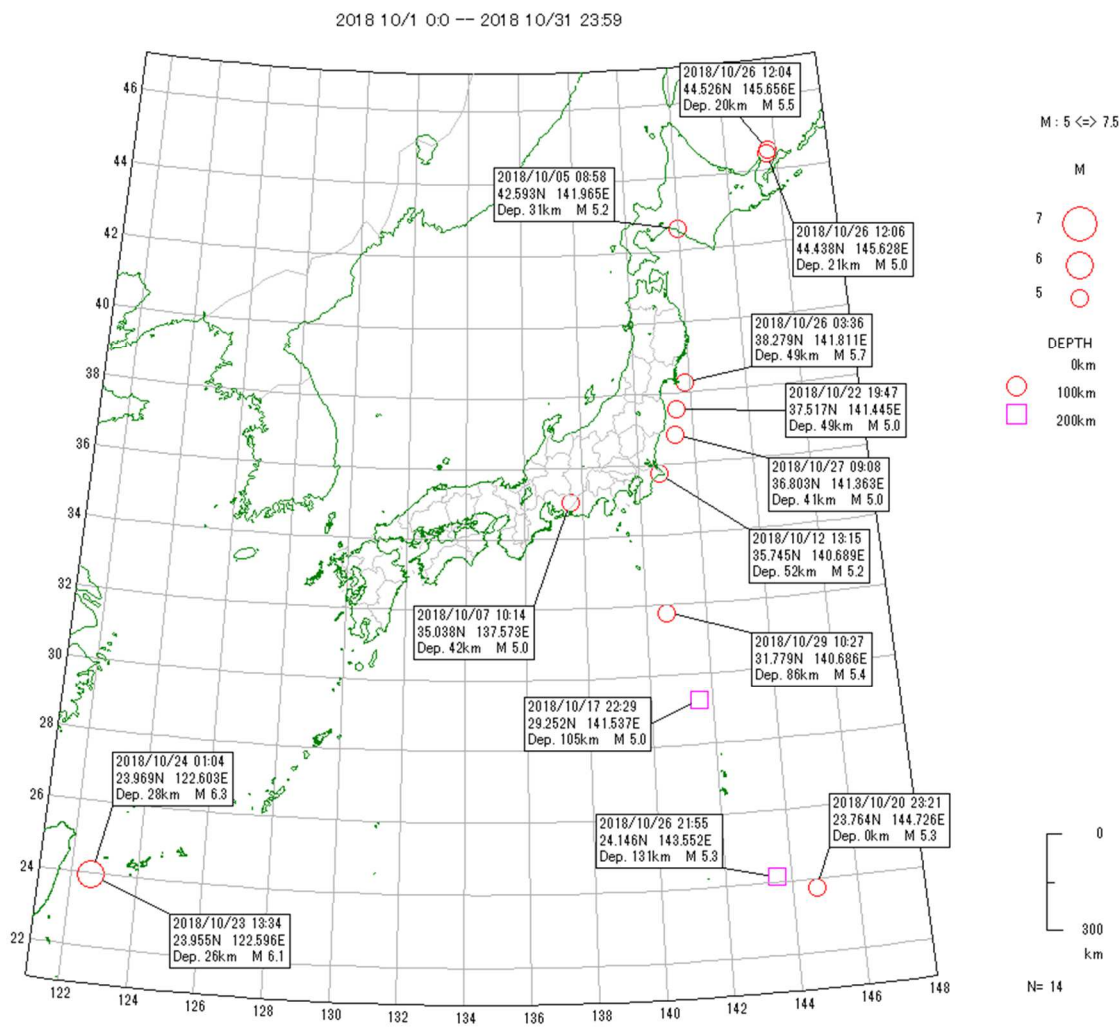 2018 10/1 0:0 -- 2018 10/31 23:59
2018/10/26 12:04
44.526N 145.656E
Dep. 20km M 5.5
M : 5 <=> 7.5
M
7
6
5
DEPTH
0km
100km
200km
2018/10/05 08:58
42.593N 141.965E
Dep. 31km M 5.2
2018/10/26 12:06
44.438N 145.628E
Dep. 21km M 5.0
2018/10/26 03:36
38.279N 141.811E
Dep. 49km M 5.7
2018/10/22 19:47
37.517N 141.445E
Dep. 49km M 5.0
2018/10/27 09:08
36.803N 141.363E
Dep. 41km M 5.0
2018/10/12 13:15
35.745N 140.689E
Dep. 52km M 5.2
2018/10/07 10:14
35.038N 137.573E
Dep. 42km M 5.0
2018/10/29 10:27
31.779N 140.686E
Dep. 86km M 5.4
2018/10/17 22:29
29.252N 141.537E
Dep. 105km M 5.0
2018/10/24 01:04
23.969N 122.603E
Dep. 28km M 6.3
2018/10/20 23:21
23.764N 144.726E
Dep. 0km M 5.3
2018/10/26 21:55
24.146N 143.552E
Dep. 131km M 5.3
2018/10/23 13:34
23.955N 122.596E
Dep. 26km M 6.1
46
44
42
40
38
36
34
32
30
28
26
24
22
122
124
126
128
130
132
134
136
138
140
142
144
146
148
0
300
km
N= 14